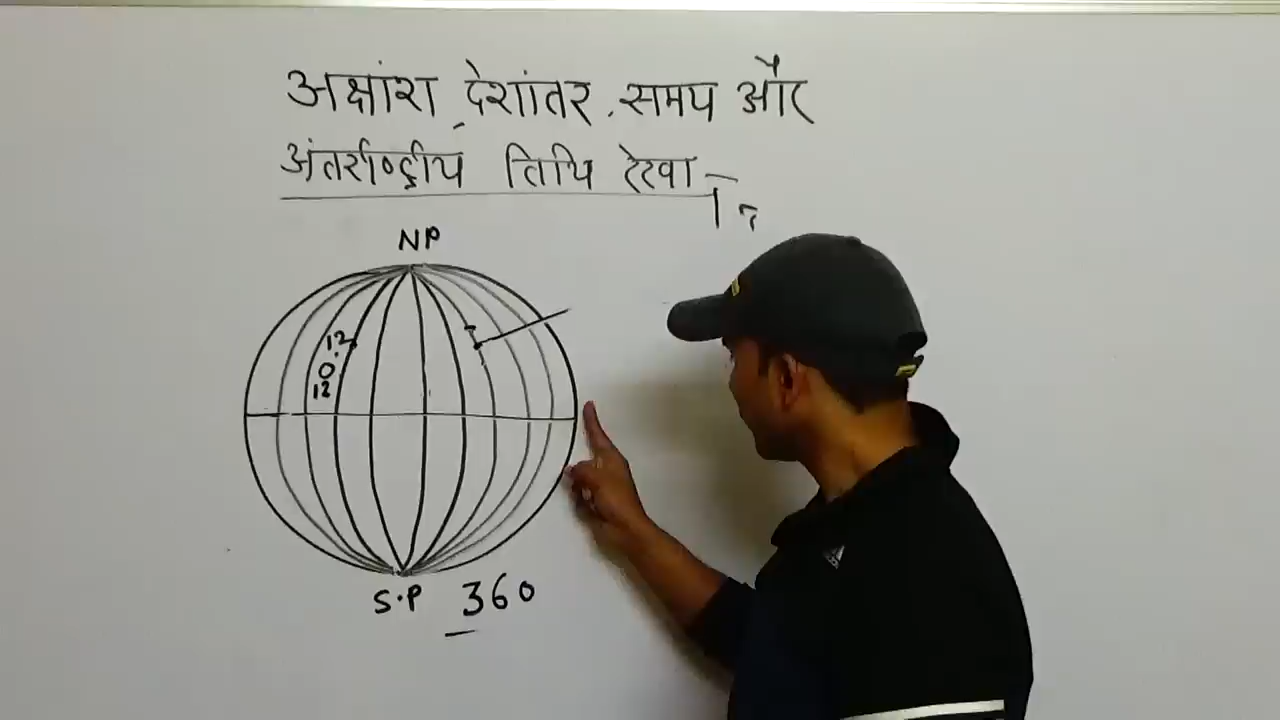 अक्षांश, देशांतर, समय और
अंतर्राष्ट्रीय तिथि रेखा
NP
12
0
12
S.P 360